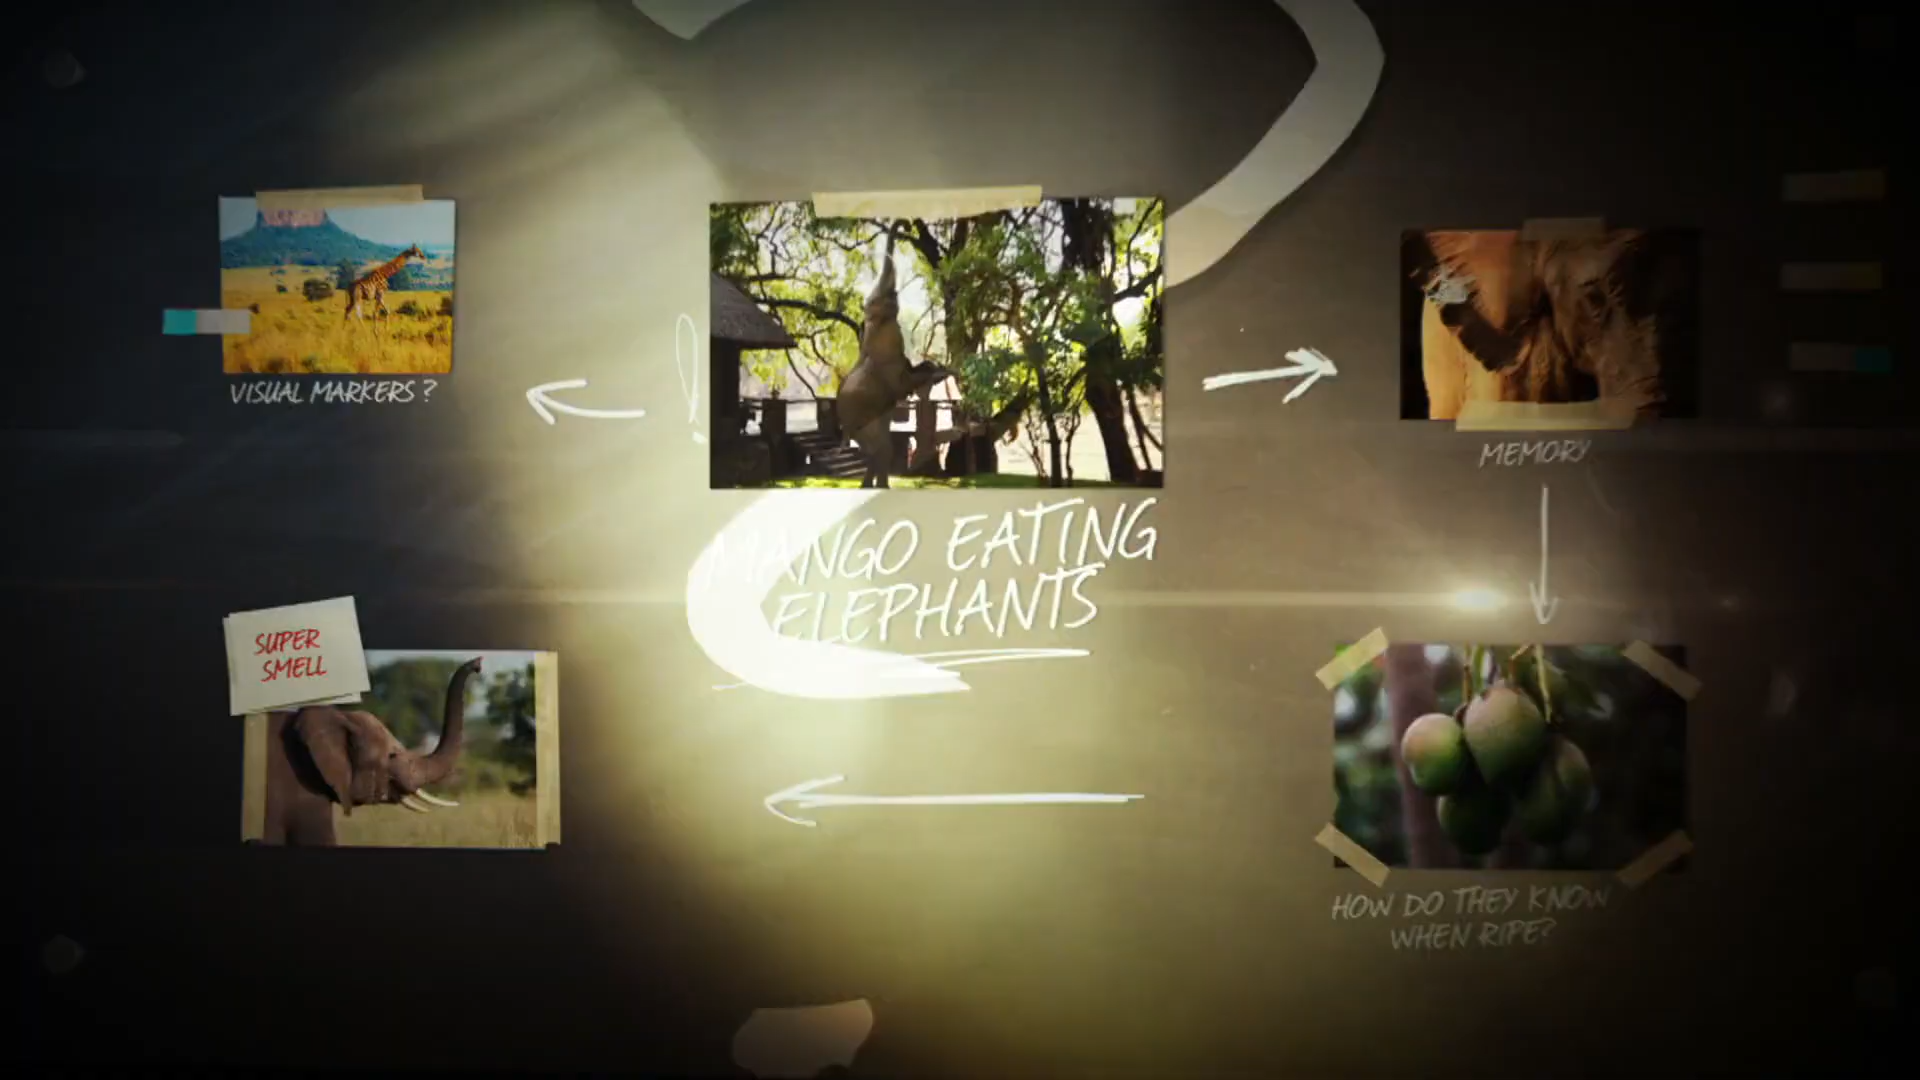 VISUAL MARKERS?
MANGO EATING
ELEPHANTS
MEMORY
SUPER
SMELL
HOW DO THEY KNOW
WHEN RIPE?